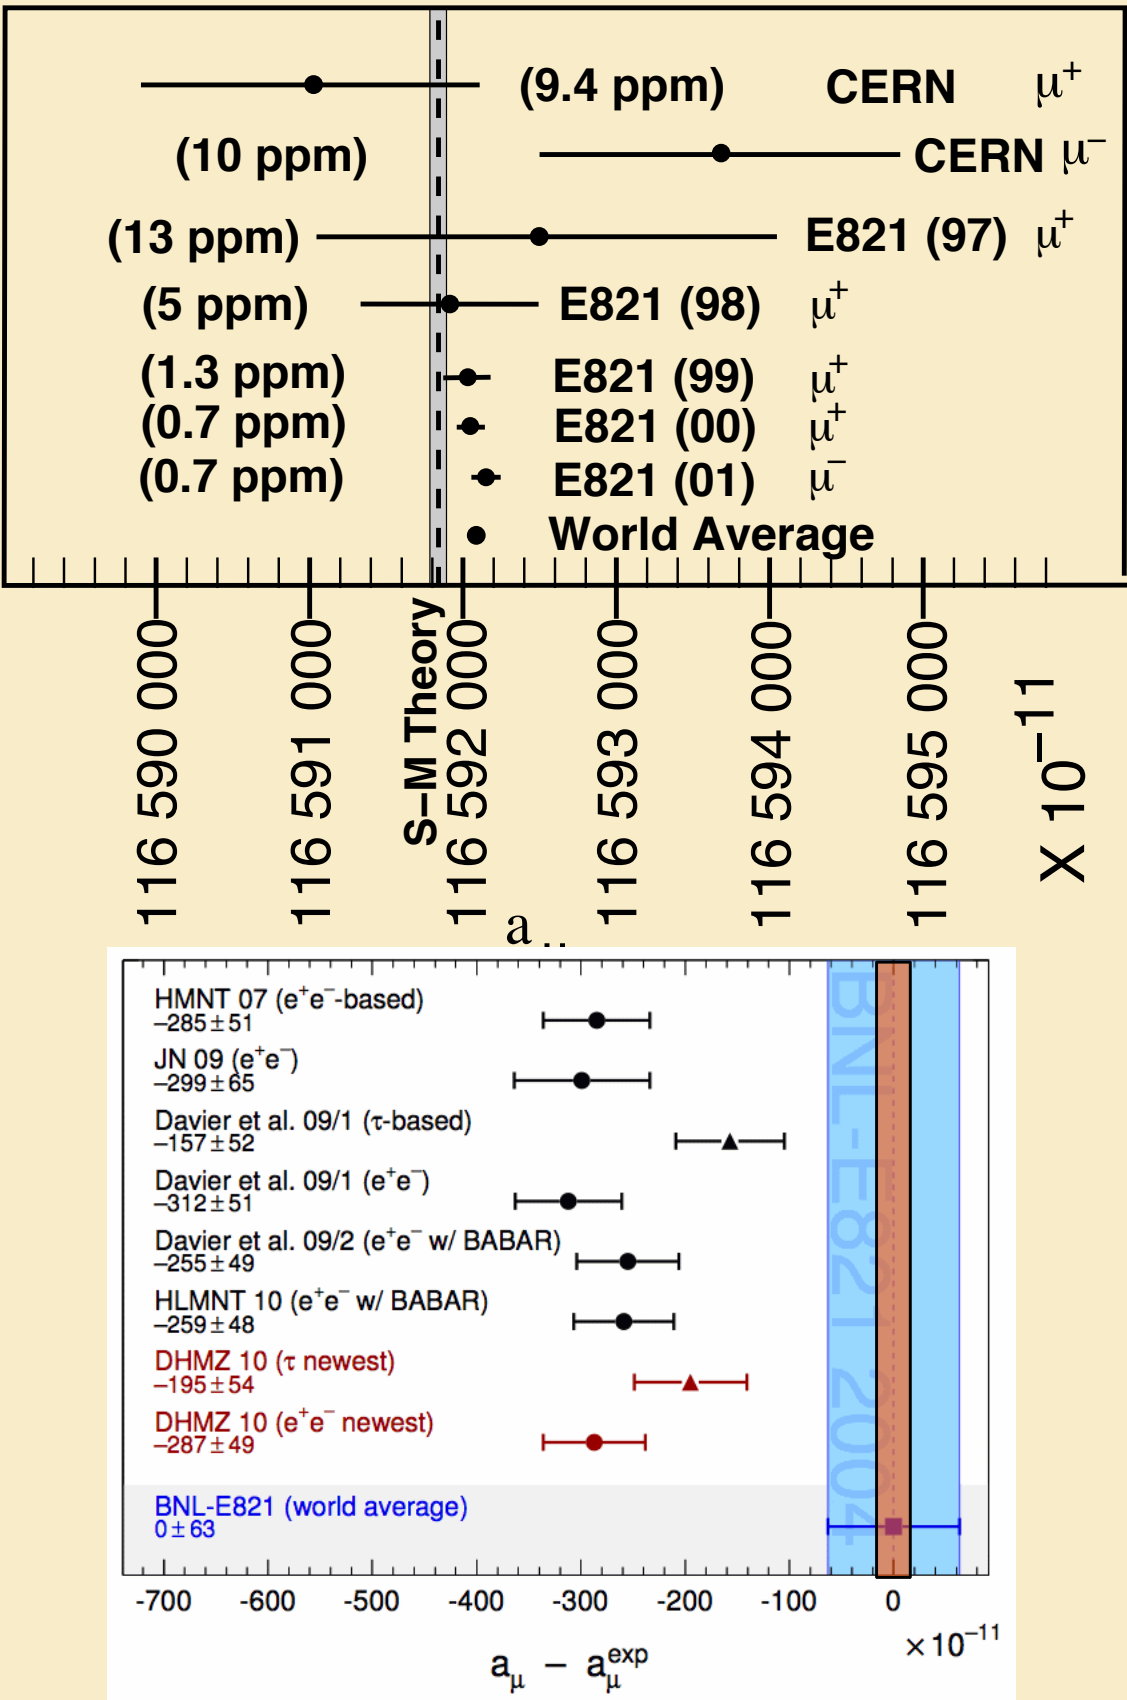 (9.4 ppm) CERN μ⁺
(10 ppm) CERN μ⁻
(13 ppm) E821 (97) μ⁺
(5 ppm) E821 (98) μ⁺
(1.3 ppm) E821 (99) μ⁺
(0.7 ppm) E821 (00) μ⁺
(0.7 ppm) E821 (01) μ⁻
World Average
116 590 000
116 591 000
S–M Theory
116 592 000
116 593 000
116 594 000
116 595 000
X 10⁻¹¹
a
HMNT 07 (e⁺e⁻-based)
–285±51
JN 09 (e⁺e⁻)
–299±65
Davier et al. 09/1 (τ-based)
–157±52
Davier et al. 09/1 (e⁺e⁻)
–312±51
Davier et al. 09/2 (e⁺e⁻ w/ BABAR)
–255±49
HLMNT 10 (e⁺e⁻ w/ BABAR)
–259±48
DHMZ 10 (τ newest)
–195±54
DHMZ 10 (e⁺e⁻ newest)
–287±49
BNL-E821 (world average)
0±63
BNL-E821 2004
-700 -600 -500 -400 -300 -200 -100 0
×10⁻¹¹
a_μ – a_μ^exp